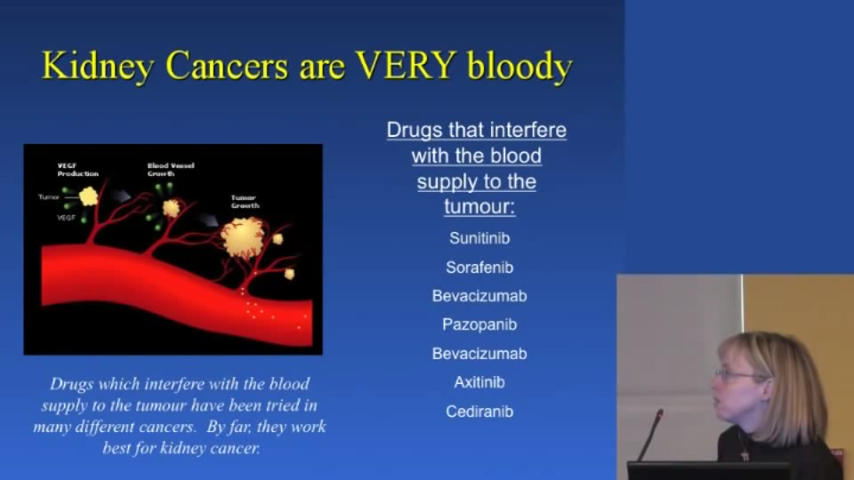 Kidney Cancers are VERY bloody
Drugs that interfere
with the blood
supply to the
tumour:
Sunitinib
Sorafenib
Bevacizumab
Pazopanib
Bevacizumab
Axitinib
Cediranib
VEGF
Production
Blood Vessel
Growth
Tumor
Growth
Tumor
VEGF
Drugs which interfere with the blood
supply to the tumour have been tried in
many different cancers. By far, they work
best for kidney cancer.